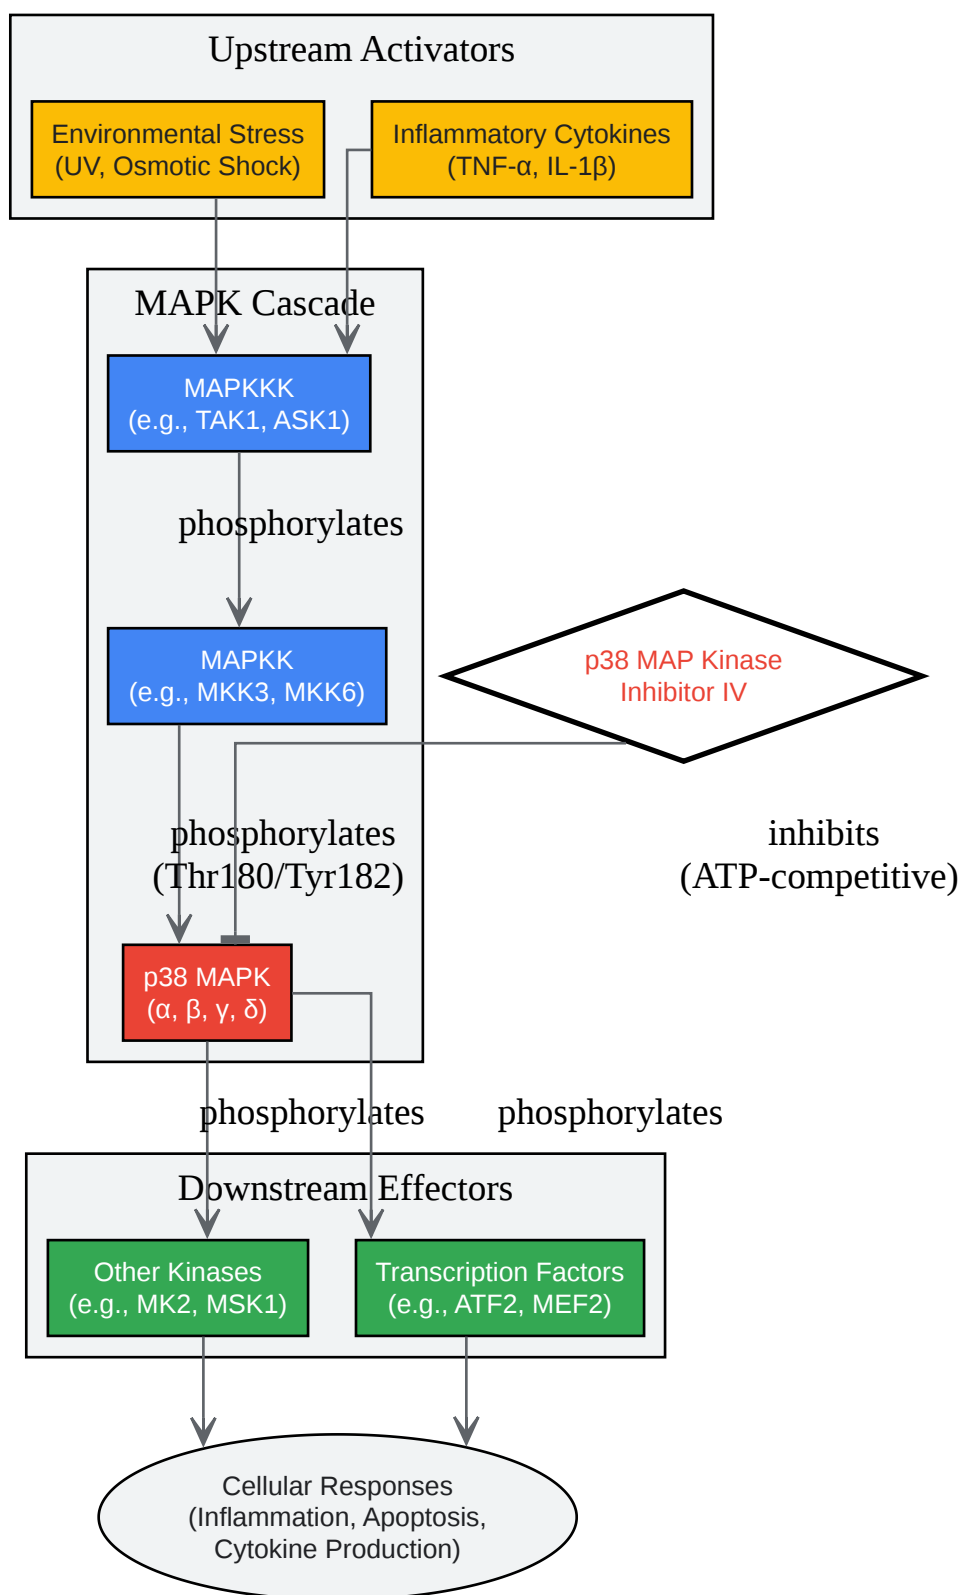 Upstream Activators
Environmental Stress
(UV, Osmotic Shock)
Inflammatory Cytokines
(TNF-α, IL-1β)
MAPK Cascade
MAPKKK
(e.g., TAK1, ASK1)
phosphorylates
MAPKK
(e.g., MKK3, MKK6)
p38 MAP Kinase
Inhibitor IV
phosphorylates
(Thr180/Tyr182)
inhibits
(ATP-competitive)
p38 MAPK
(α, β, γ, δ)
phosphorylates
phosphorylates
Downstream Effectors
Other Kinases
(e.g., MK2, MSK1)
Transcription Factors
(e.g., ATF2, MEF2)
Cellular Responses
(Inflammation, Apoptosis,
Cytokine Production)